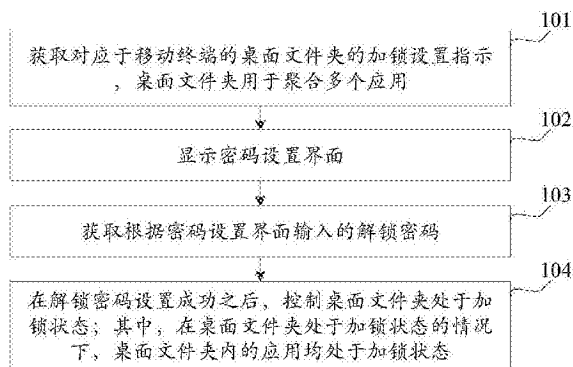 101
获取对应于移动终端的桌面文件夹的加锁设置指示
，桌面文件夹用于聚合多个应用
102
显示密码设置界面
103
获取根据密码设置界面输入的解锁密码
104
在解锁密码设置成功之后，控制桌面文件夹处于加
锁状态；其中，在桌面文件夹处于加锁状态的情况
下，桌面文件夹内的应用均处于加锁状态